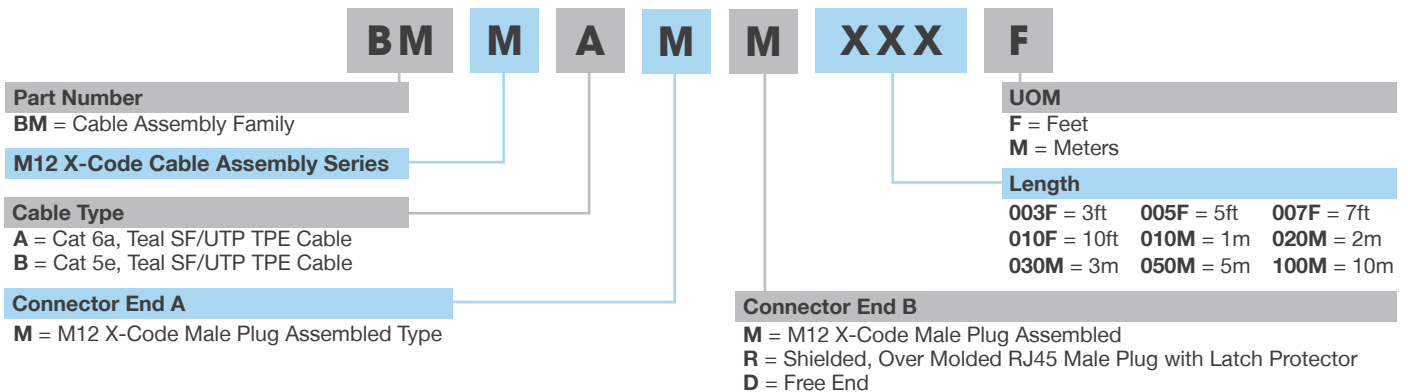 BM M A M M XXX F
Part Number
BM = Cable Assembly Family
M12 X-Code Cable Assembly Series
Cable Type
A = Cat 6a, Teal SF/UTP TPE Cable
B = Cat 5e, Teal SF/UTP TPE Cable
Connector End A
M = M12 X-Code Male Plug Assembled Type
UOM
F = Feet
M = Meters
Length
003F = 3ft 005F = 5ft 007F = 7ft
010F = 10ft 010M = 1m 020M = 2m
030M = 3m 050M = 5m 100M = 10m
Connector End B
M = M12 X-Code Male Plug Assembled
R = Shielded, Over Molded RJ45 Male Plug with Latch Protector
D = Free End